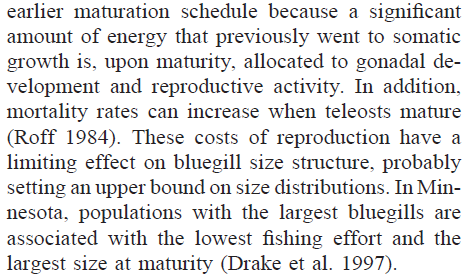 earlier maturation schedule because a significant
amount of energy that previously went to somatic
growth is, upon maturity, allocated to gonadal de-
velopment and reproductive activity. In addition,
mortality rates can increase when teleosts mature
(Roff 1984). These costs of reproduction have a
limiting effect on bluegill size structure, probably
setting an upper bound on size distributions. In Min-
nesota, populations with the largest bluegills are
associated with the lowest fishing effort and the
largest size at maturity (Drake et al. 1997).